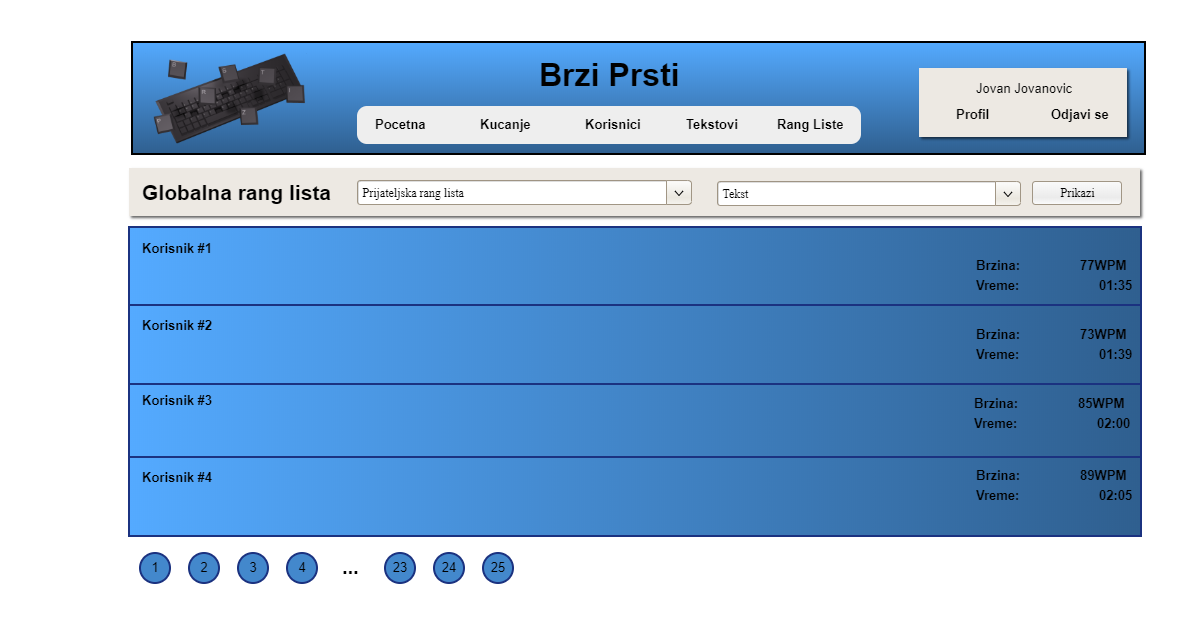 Brzi Prsti
Pocetna Kucanje Korisnici Tekstovi Rang Liste
Jovan Jovanovic
Profil Odjavi se
Globalna rang lista Prijateljska rang lista Tekst Prikazi
Korisnik #1
Brzina: 77WPM
Vreme: 01:35
Korisnik #2
Brzina: 73WPM
Vreme: 01:39
Korisnik #3
Brzina: 85WPM
Vreme: 02:00
Korisnik #4
Brzina: 89WPM
Vreme: 02:05
1 2 3 4 ... 23 24 25